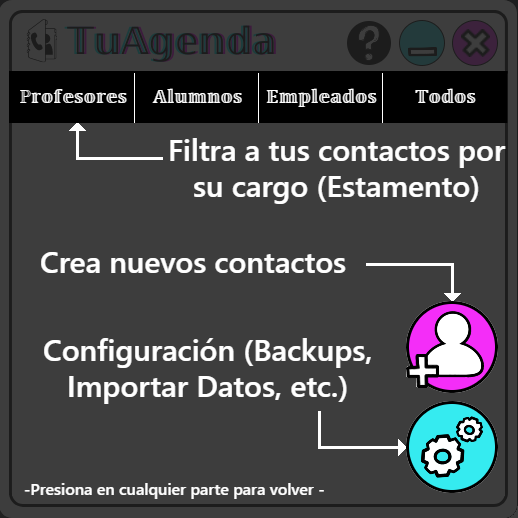 TuAgenda ?
Profesores Alumnos Empleados Todos
Filtra a tus contactos por
su cargo (Estamento)
Crea nuevos contactos
Configuración (Backups,
Importar Datos, etc.)
-Presiona en cualquier parte para volver -